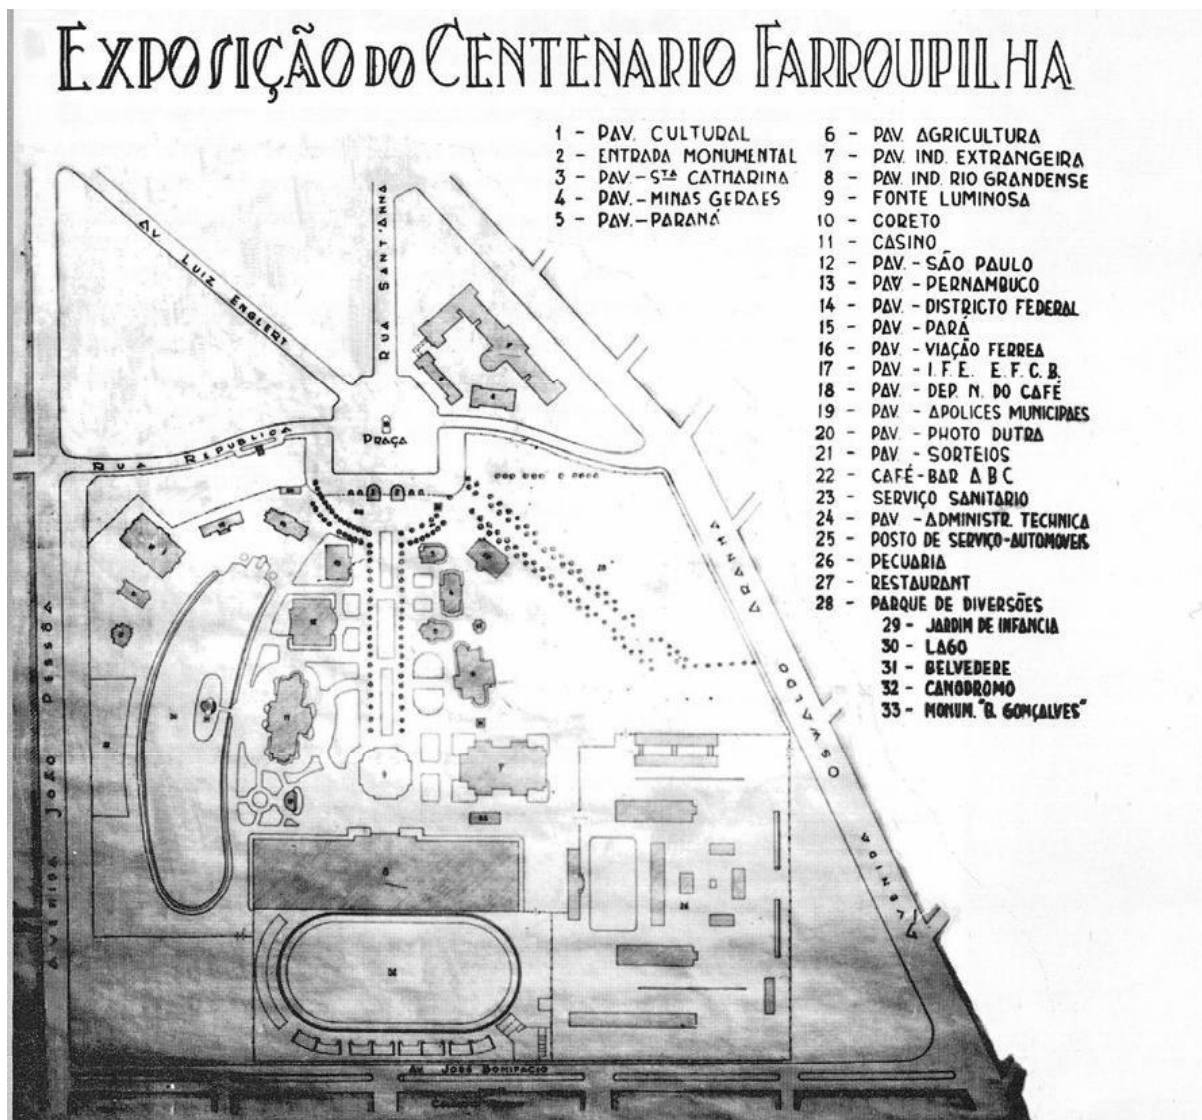 EXPOSIÇÃO DO CENTENARIO FARROUPILHA
1 - PAV. CULTURAL
2 - ENTRADA MONUMENTAL
3 - PAV.-STA CATHARINA
4 - PAV.-MINAS GERAES
5 - PAV.-PARANÁ
6 - PAV. AGRICULTURA
7 - PAV. IND. EXTRANGEIRA
8 - PAV. IND. RIO GRANDENSE
9 - FONTE LUMINOSA
10 - CORETO
11 - CASINO
12 - PAV. - SÃO PAULO
13 - PAV. - PERNAMBUCO
14 - PAV. - DISTRICTO FEDERAL
15 - PAV. - PARÁ
16 - PAV. - VIAÇÃO FERREA
17 - PAV. - I.F.E. E.F.C.B.
18 - PAV. - DEP. N. DO CAFÉ
19 - PAV. - APOLICES MUNICIPAES
20 - PAV. - PHOTO DUTRA
21 - PAV. - SORTEIOS
22 - CAFÉ-BAR A B C
23 - SERVIÇO SANITARIO
24 - PAV. - ADMINISTR. TECHNICA
25 - POSTO DE SERVIÇO-AUTOMOVEIS
26 - PECUARIA
27 - RESTAURANT
28 - PARQUE DE DIVERSÕES
29 - JARDIM DE INFANCIA
30 - LAGO
31 - BELVEDERE
32 - CANODROMO
33 - MONUM. "B. GONÇALVES"
AV. LUIZ ENGLERT
RUA SANT'ANNA
PRAÇA
RUA REPUBLICA
AVENIDA JOÃO PESSÔA
AVENIDA OSWALDO ARANHA
AV. JOSÉ BONIFACIO